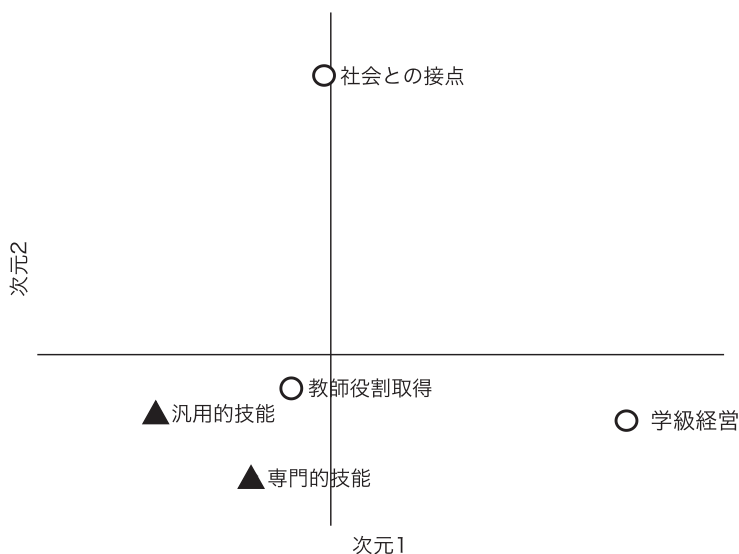 社会との接点
次元2
教師役割取得
汎用的技能
学級経営
専門的技能
次元1